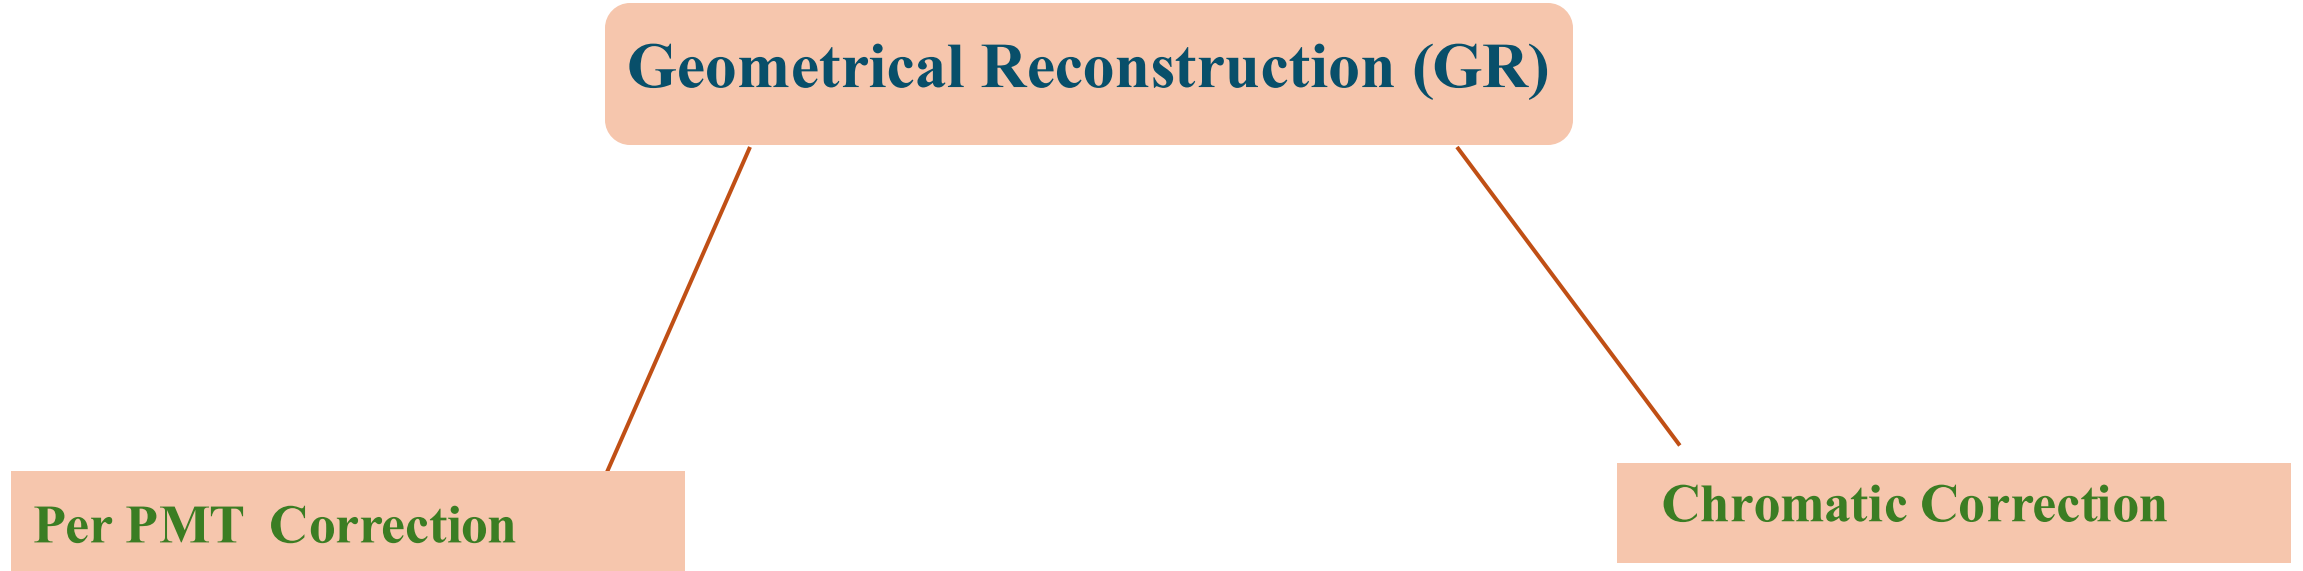 Geometrical Reconstruction (GR)
Per PMT  Correction
Chromatic Correction